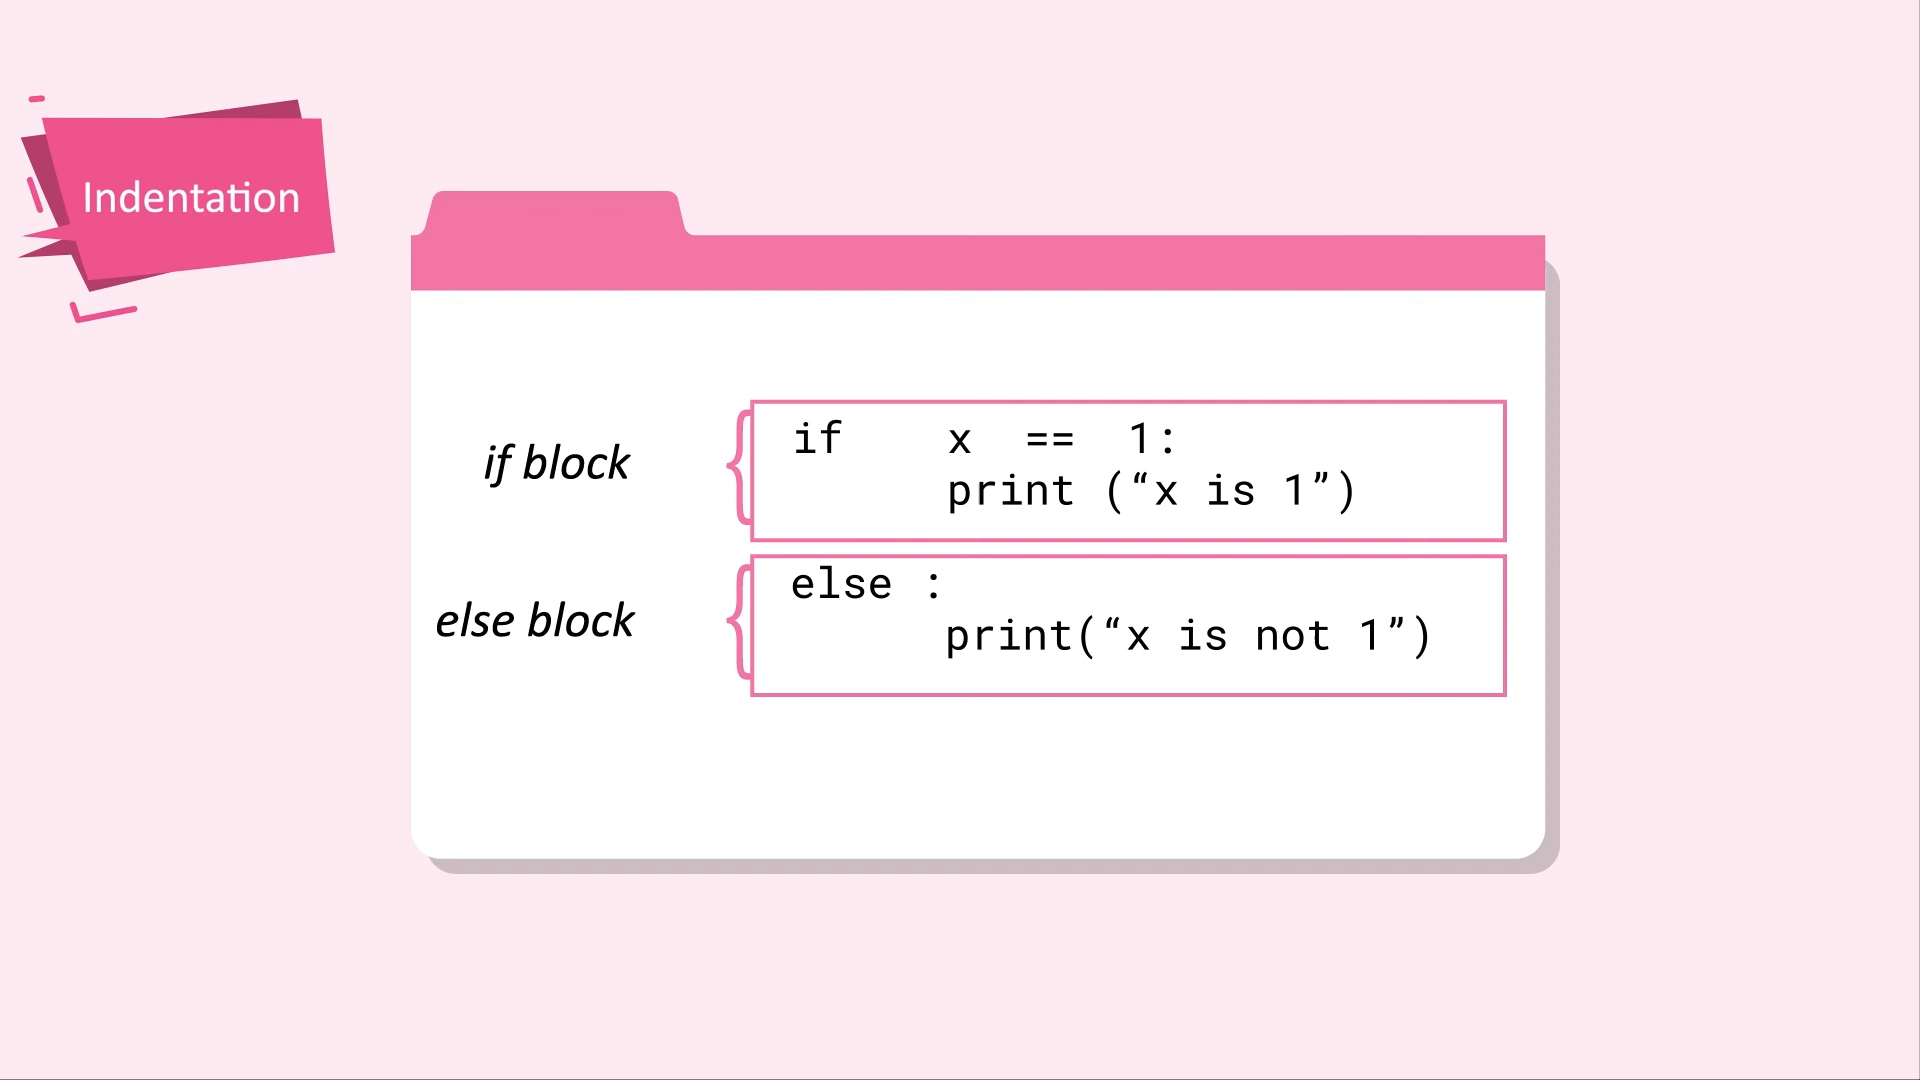 Indentation
if block
if    x  ==  1:
      print (“x is 1”)
else block
else :
      print(“x is not 1”)